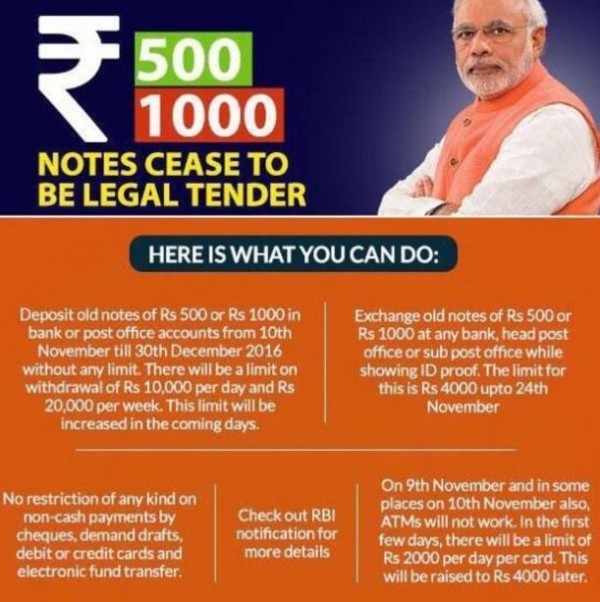 ₹ 500
1000
NOTES CEASE TO
BE LEGAL TENDER
HERE IS WHAT YOU CAN DO:
Deposit old notes of Rs 500 or Rs 1000 in
bank or post office accounts from 10th
November till 30th December 2016
without any limit. There will be a limit on
withdrawal of Rs 10,000 per day and Rs
20,000 per week. This limit will be
increased in the coming days.
Exchange old notes of Rs 500 or
Rs 1000 at any bank, head post
office or sub post office while
showing ID proof. The limit for
this is Rs 4000 upto 24th
November
No restriction of any kind on
non-cash payments by
cheques, demand drafts,
debit or credit cards and
electronic fund transfer.
Check out RBI
notification for
more details
On 9th November and in some
places on 10th November also,
ATMs will not work. In the first
few days, there will be a limit of
Rs 2000 per day per card. This
will be raised to Rs 4000 later.